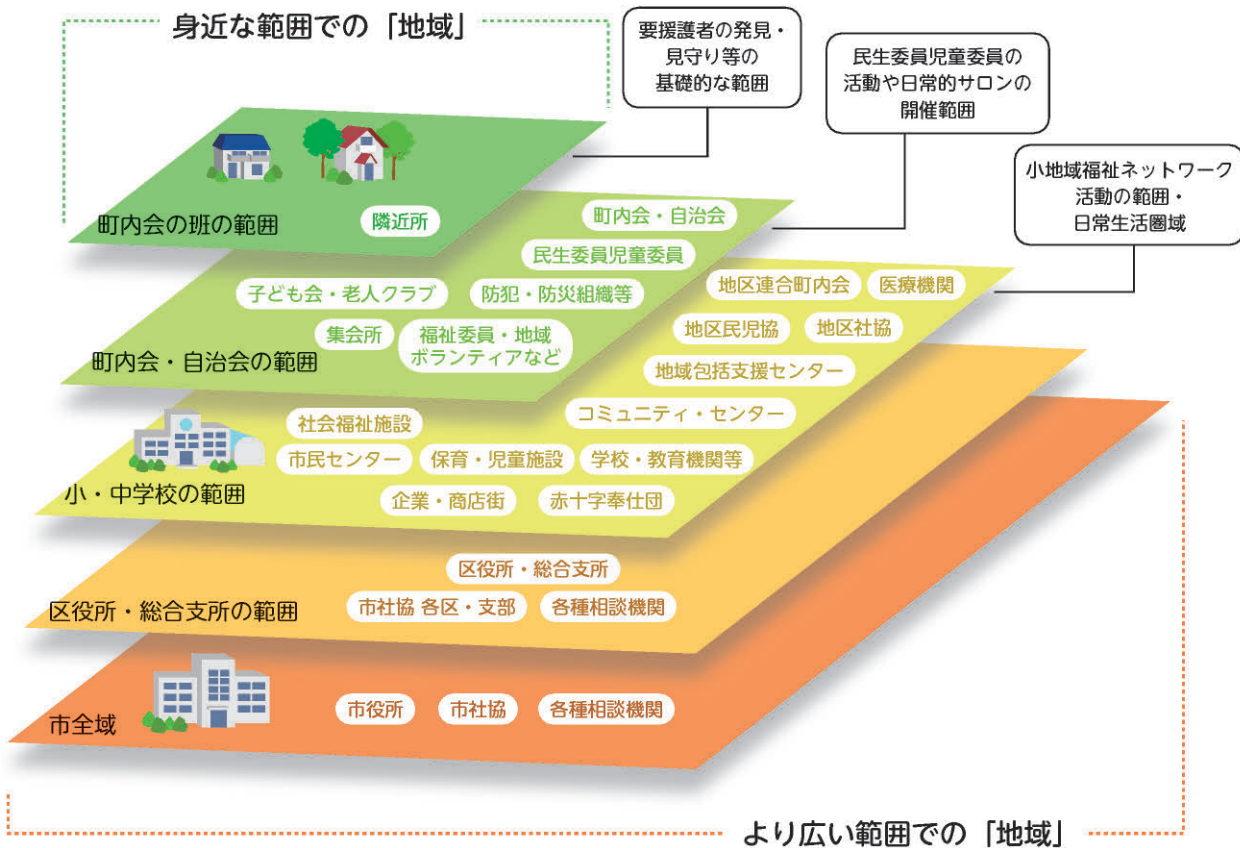 身近な範囲での「地域」
要援護者の発見・
見守り等の
基礎的な範囲
民生委員児童委員の
活動や日常的サロンの
開催範囲
小地域福祉ネットワーク
活動の範囲・
日常生活圏域
町内会の班の範囲
隣近所
町内会・自治会
民生委員児童委員
子ども会・老人クラブ
防犯・防災組織等
集会所
福祉委員・地域
ボランティアなど
町内会・自治会の範囲
地区連合町内会
医療機関
地区民児協
地区社協
地域包括支援センター
コミュニティ・センター
社会福祉施設
市民センター
保育・児童施設
学校・教育機関等
企業・商店街
赤十字奉仕団
小・中学校の範囲
区役所・総合支所
市社協 各区・支部
各種相談機関
区役所・総合支所の範囲
市役所
市社協
各種相談機関
市全域
より広い範囲での「地域」